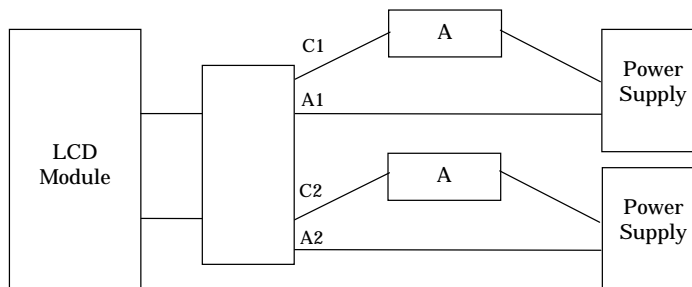 C1
A
Power
Supply
A1
LCD
Module
C2
A
Power
Supply
A2